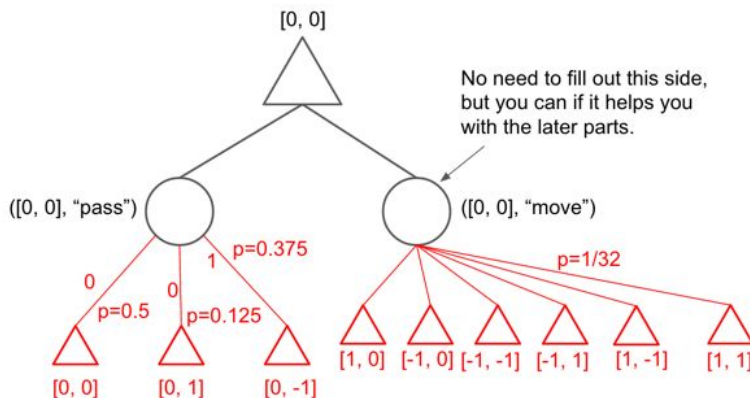 [0, 0]
No need to fill out this side,
but you can if it helps you
with the later parts.
([0, 0], “pass”)
([0, 0], “move”)
0
p=0.5
0
p=0.125
1
p=0.375
p=1/32
[0, 0]
[0, 1]
[0, -1]
[1, 0]
[-1, 0]
[-1, -1]
[-1, 1]
[1, -1]
[1, 1]